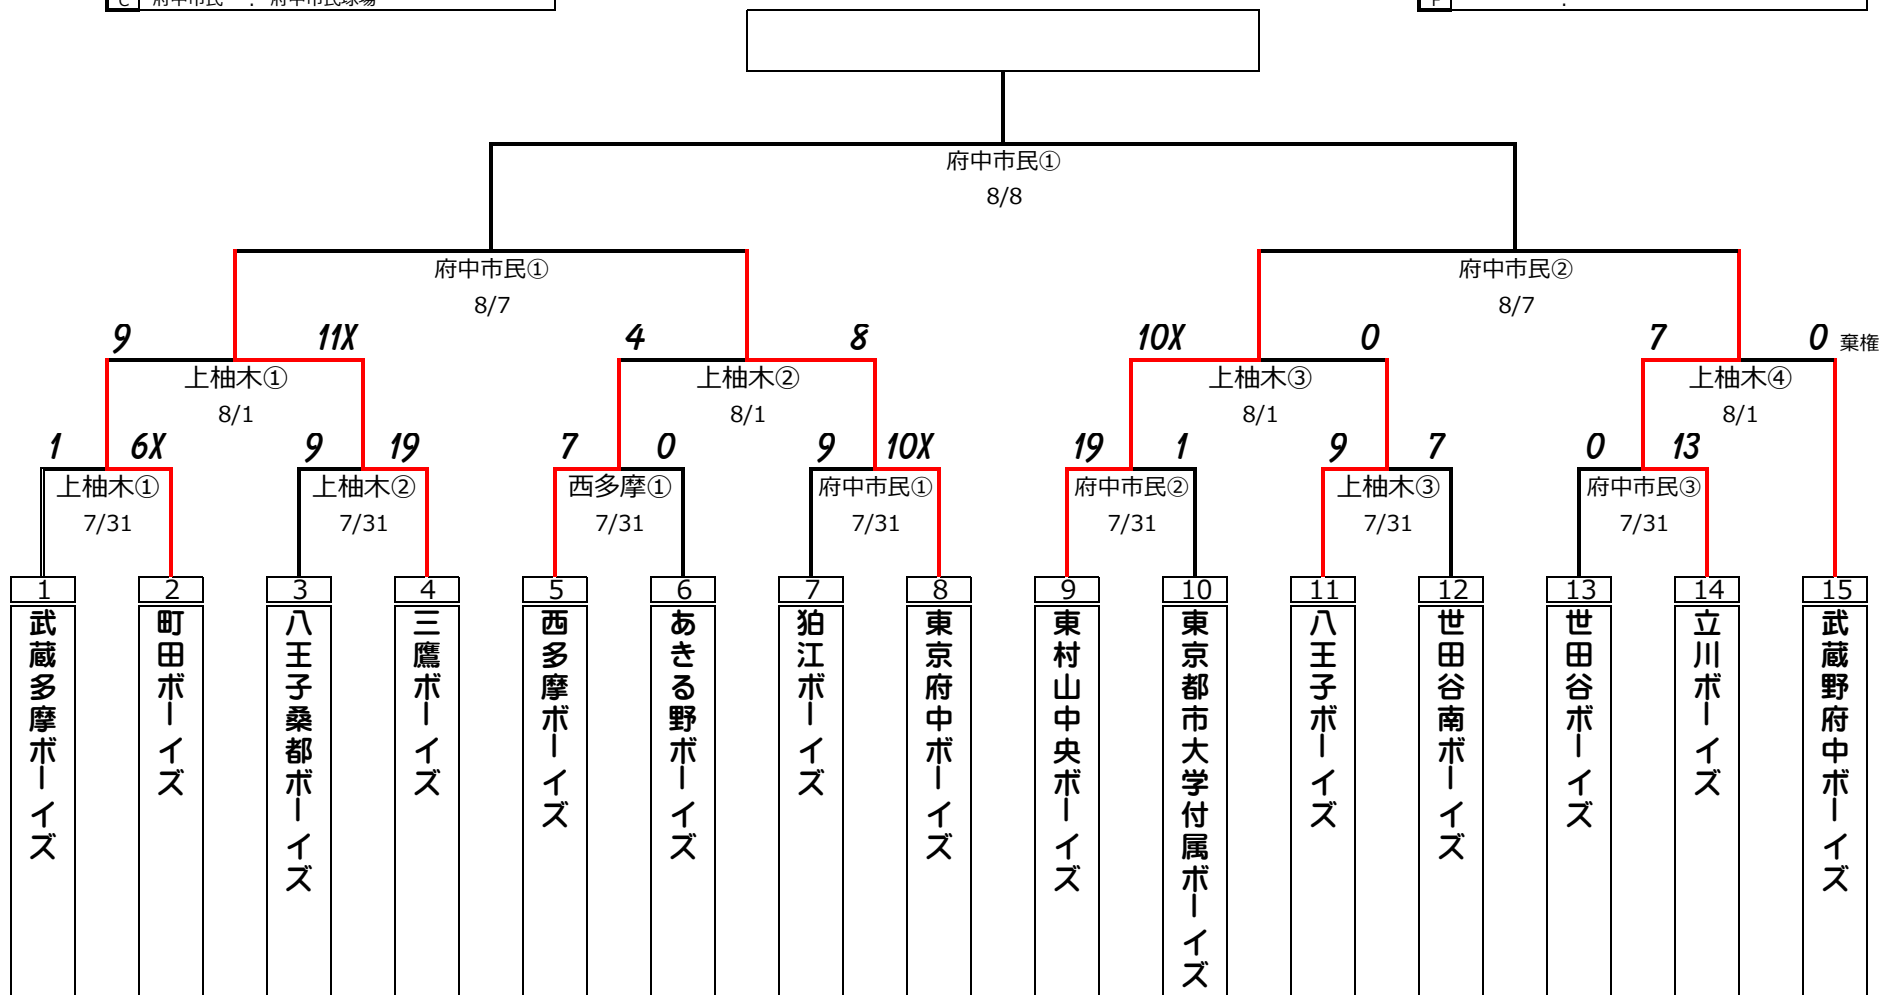 C 府中市民 : 府中市民球場
F :
府中市民①
8/8
府中市民①
8/7
府中市民②
8/7
9 11X 4 8 10X 0 7 0 棄権
上柚木① 上柚木② 上柚木③ 上柚木④
8/1 8/1 8/1 8/1
1 6X 9 19 7 0 9 10X 19 1 9 7 0 13
上柚木① 上柚木② 西多摩① 府中市民① 府中市民② 上柚木③ 府中市民③
7/31 7/31 7/31 7/31 7/31 7/31 7/31
1 2 3 4 5 6 7 8 9 10 11 12 13 14 15
武蔵多摩ボーイズ
町田ボーイズ
八王子桑都ボーイズ
三鷹ボーイズ
西多摩ボーイズ
あきる野ボーイズ
狛江ボーイズ
東京府中ボーイズ
東村山中央ボーイズ
東京都市大学付属ボーイズ
八王子ボーイズ
世田谷南ボーイズ
世田谷ボーイズ
立川ボーイズ
武蔵野府中ボーイズ